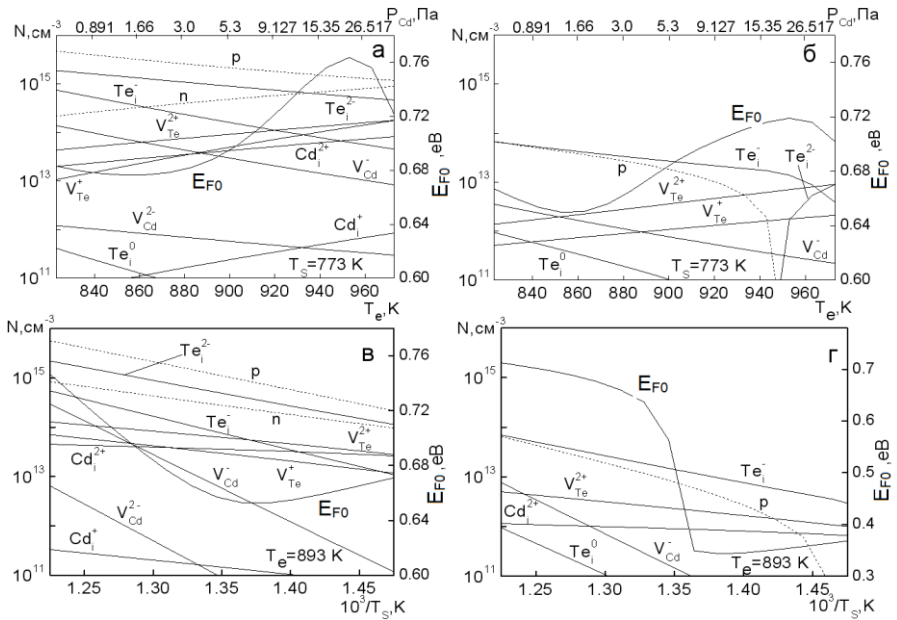 0.891 1.66 3.0 5.3 9.127 15.35 26.517 P_Cd,Па
N,см⁻³
а
0.76
0.72
0.68
0.64
0.60
E_F0,еВ
10¹⁵
10¹³
10¹¹
p
Te_i⁻
n
Te_i²⁻
V_Te²⁺
Cd_i²⁺
V_Cd⁻
V_Te⁺
E_F0
V_Cd²⁻
Cd_i⁺
Te_i⁰
T_S=773 K
840 860 880 900 920 940 960
T_e,K
0.891 1.66 3.0 5.3 9.127 15.35 26.517 P_Cd,Па
N,см⁻³
б
0.76
0.72
0.68
0.64
0.60
E_F0,еВ
10¹⁵
10¹³
10¹¹
E_F0
Te_i⁻
Te_i²⁻
p
V_Te²⁺
V_Te⁺
V_Cd⁻
Te_i⁰
T_S=773 K
840 860 880 900 920 940 960
T_e,K
N,см⁻³
в
0.76
0.72
0.68
0.64
0.60
E_F0,еВ
10¹⁵
10¹³
10¹¹
Te_i²⁻
p
n
Te_i⁻
V_Te²⁺
Cd_i²⁺
V_Cd⁻
V_Te⁺
E_F0
V_Cd²⁻
Cd_i⁺
T_e=893 K
1.25 1.30 1.35 1.40 1.45
10³/T_S,K
N,см⁻³
г
0.7
0.6
0.5
0.4
0.3
E_F0,еВ
10¹⁵
10¹³
10¹¹
E_F0
Te_i⁻
V_Te²⁺
p
Cd_i²⁺
Te_i⁰
V_Cd⁻
T_e=893 K
1.25 1.30 1.35 1.40 1.45
10³/T_S,K